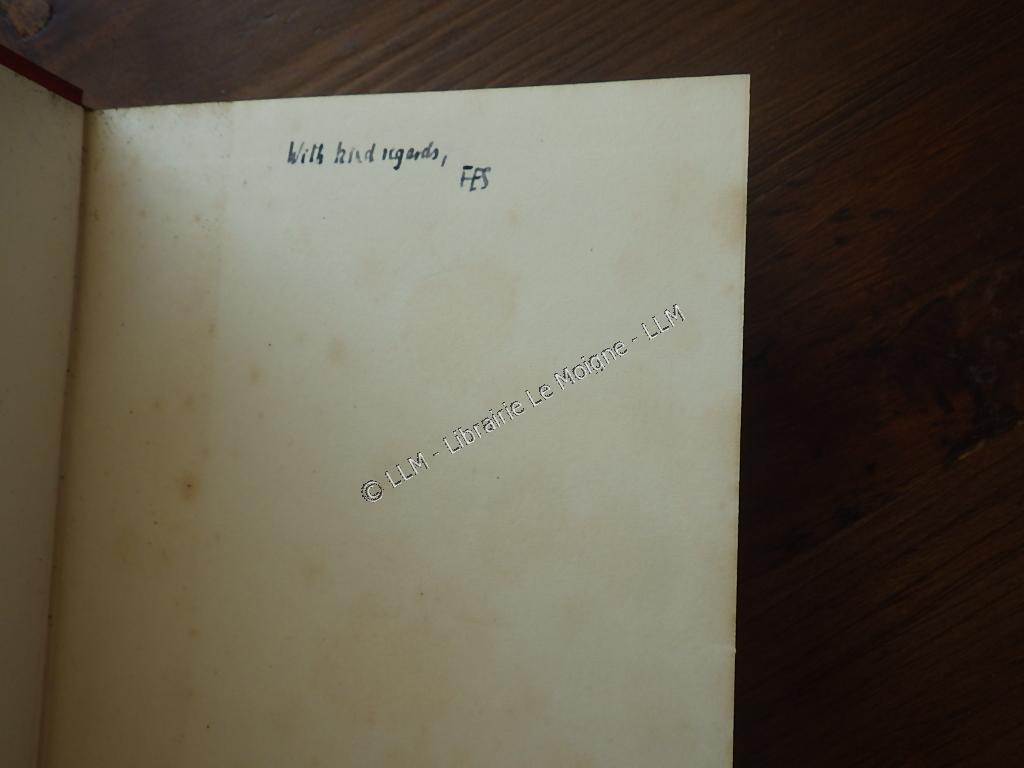 With kind regards,
FES
© LLM - Librairie Le Moigne - LLM